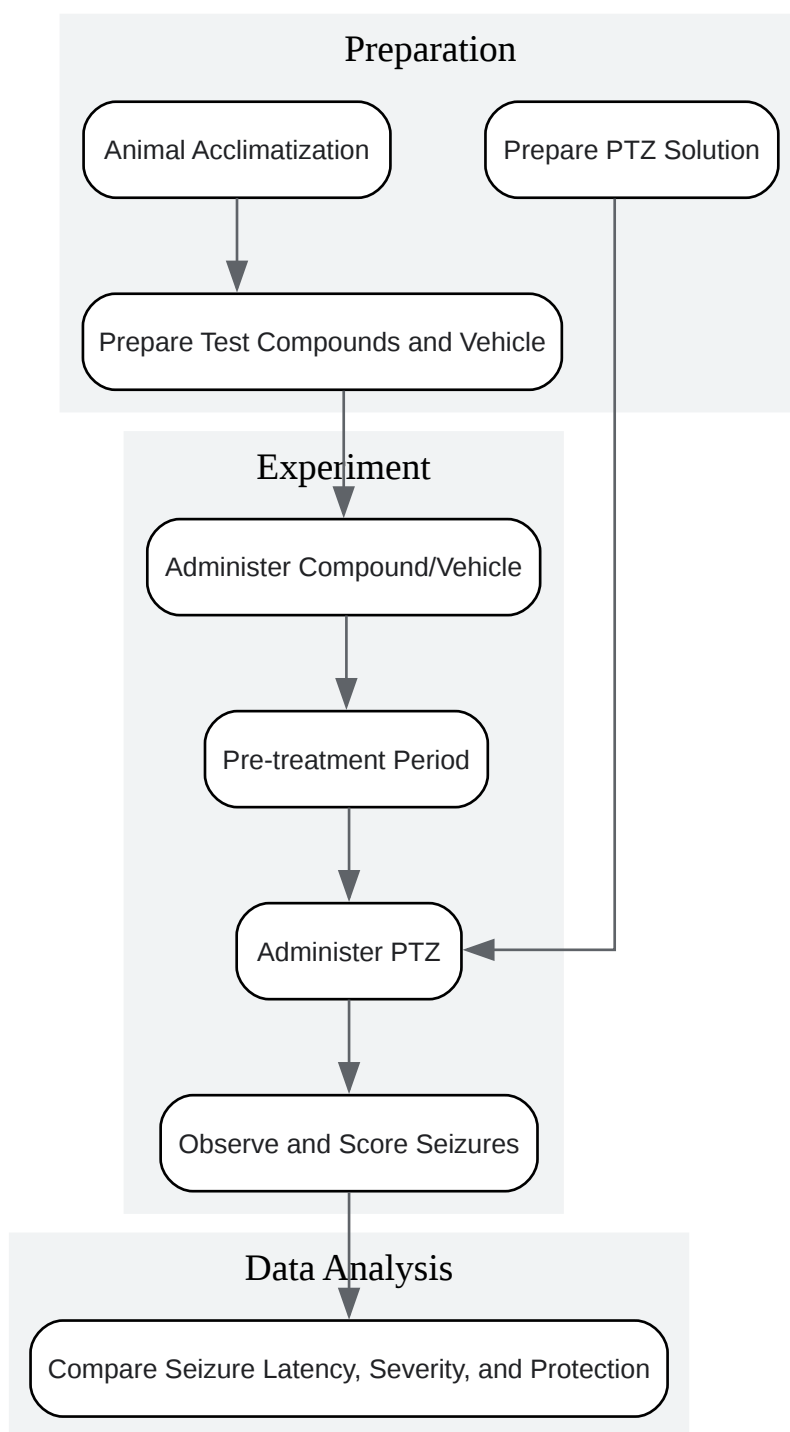 Preparation
Animal Acclimatization
Prepare PTZ Solution
Prepare Test Compounds and Vehicle
Experiment
Administer Compound/Vehicle
Pre-treatment Period
Administer PTZ
Observe and Score Seizures
Data Analysis
Compare Seizure Latency, Severity, and Protection